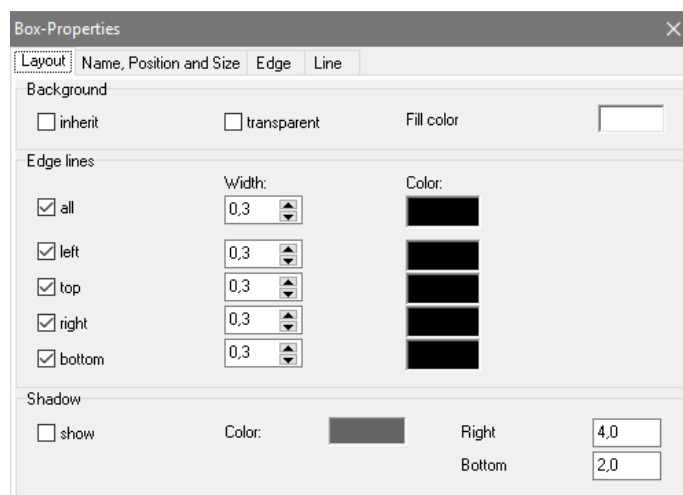 Box-Properties
Layout Name, Position and Size Edge Line
Background
inherit transparent Fill color
Edge lines
Width: Color:
all 0,3
left 0,3
top 0,3
right 0,3
bottom 0,3
Shadow
show Color: Right 4,0
Bottom 2,0